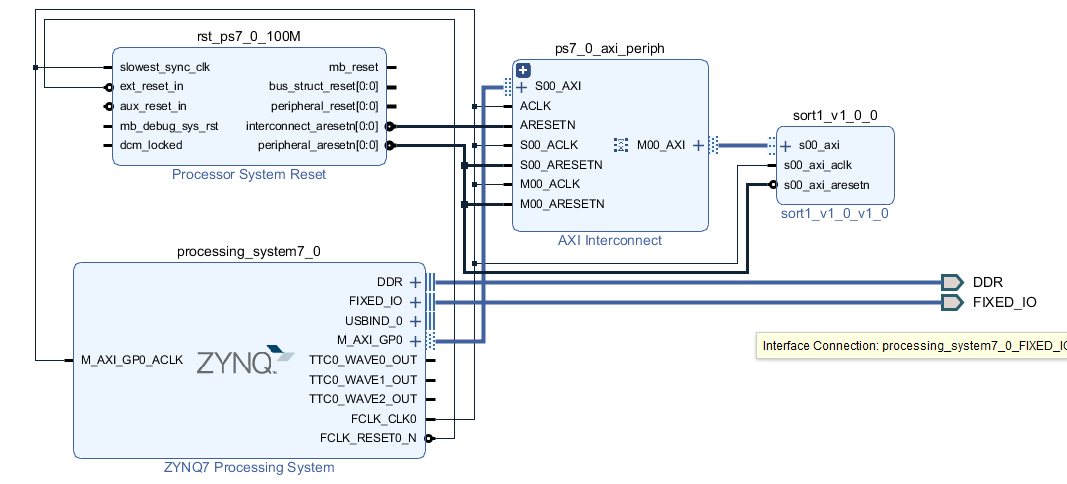 rst_ps7_0_100M
slowest_sync_clk
ext_reset_in
aux_reset_in
mb_debug_sys_rst
dcm_locked
mb_reset
bus_struct_reset[0:0]
peripheral_reset[0:0]
interconnect_aresetn[0:0]
peripheral_aresetn[0:0]
Processor System Reset
ps7_0_axi_periph
S00_AXI
ACLK
ARESETN
S00_ACLK
S00_ARESETN
M00_ACLK
M00_ARESETN
M00_AXI
AXI Interconnect
sort1_v1_0_0
s00_axi
s00_axi_aclk
s00_axi_aresetn
sort1_v1_0_v1_0
processing_system7_0
M_AXI_GP0_ACLK
ZYNQ
DDR
FIXED_IO
USBIND_0
M_AXI_GP0
TTC0_WAVE0_OUT
TTC0_WAVE1_OUT
TTC0_WAVE2_OUT
FCLK_CLK0
FCLK_RESET0_N
ZYNQ7 Processing System
DDR
FIXED_IO
Interface Connection: processing_system7_0_FIXED_IO